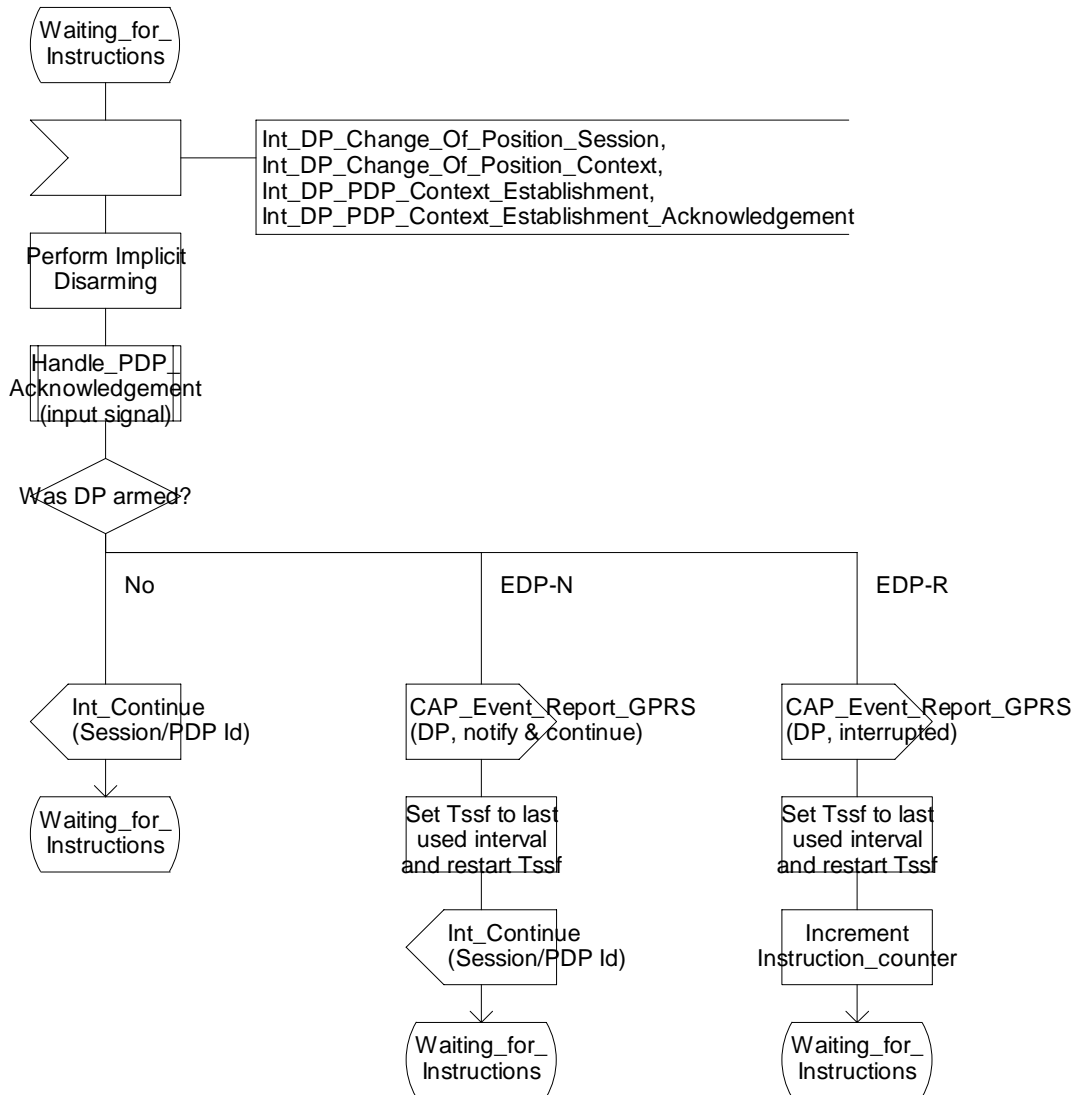 Waiting_for_
Instructions
Int_DP_Change_Of_Position_Session,
Int_DP_Change_Of_Position_Context,
Int_DP_PDP_Context_Establishment,
Int_DP_PDP_Context_Establishment_Acknowledgement
Perform Implicit
Disarming
Handle_PDP_
Acknowledgement
(input signal)
Was DP armed?
No
EDP-N
EDP-R
Int_Continue
(Session/PDP Id)
CAP_Event_Report_GPRS
(DP, notify & continue)
CAP_Event_Report_GPRS
(DP, interrupted)
Waiting_for_
Instructions
Set Tssf to last
used interval
and restart Tssf
Set Tssf to last
used interval
and restart Tssf
Int_Continue
(Session/PDP Id)
Increment
Instruction_counter
Waiting_for_
Instructions
Waiting_for_
Instructions